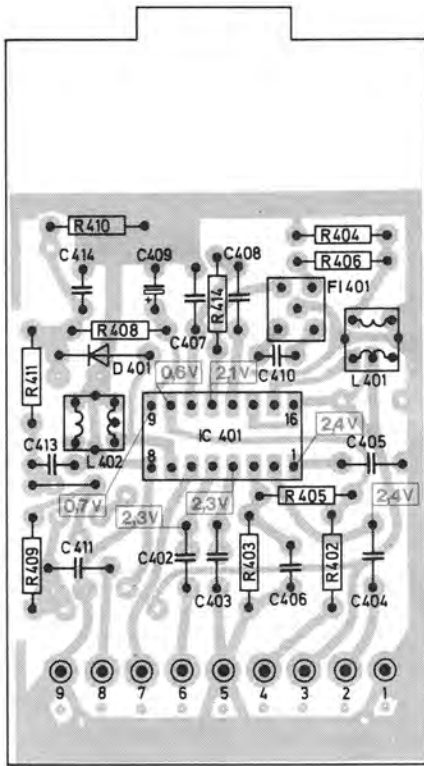 R410
R404
C414
C409
C408
R406
R414
FI401
+
R408
C407
D401
C410
L401
R411
0,6V
2,1V
9
16
IC 401
2,4V
C413
L402
8
1
C405
0,7V
R405
2,3V
2,3V
2,4V
R409
C411
C402
C403
R403
C406
R402
C404
9 8 7 6 5 4 3 2 1